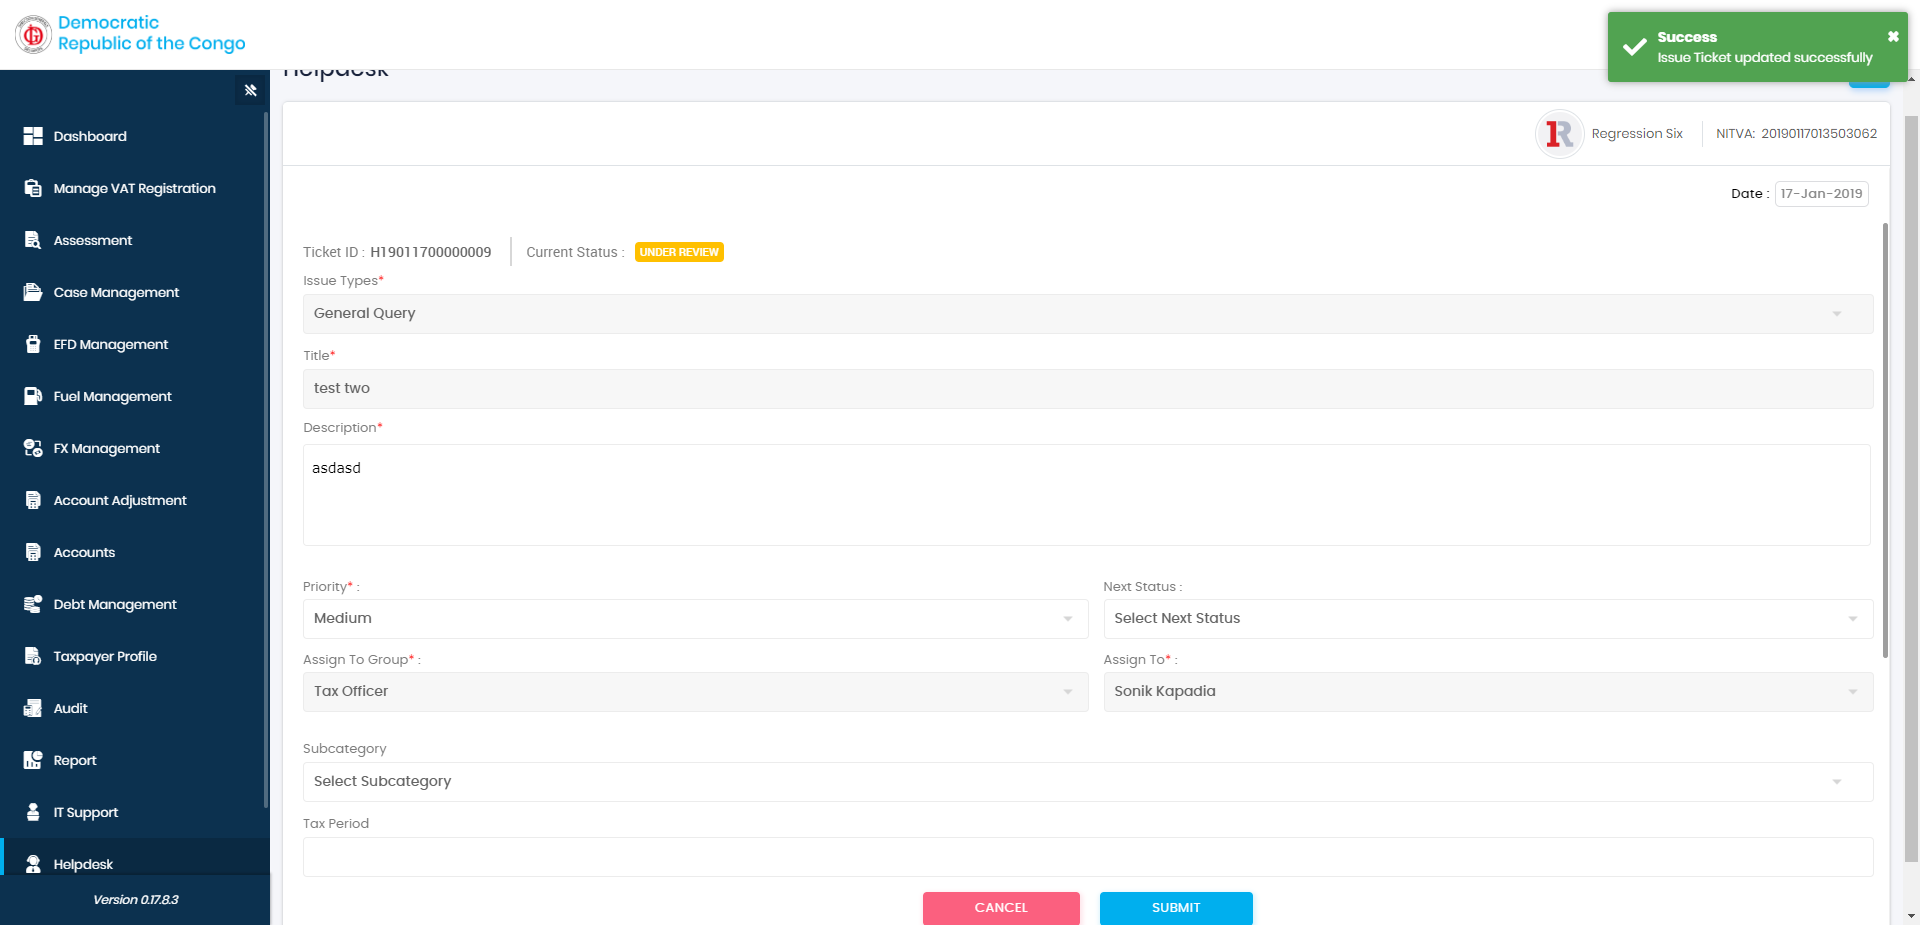 Democratic
Republic of the Congo
Success
Issue Ticket updated successfully
Helpdesk
Dashboard
Manage VAT Registration
Assessment
Case Management
EFD Management
Fuel Management
FX Management
Account Adjustment
Accounts
Debt Management
Taxpayer Profile
Audit
Report
IT Support
Helpdesk
Version 0.17.8.3
1R Regression Six NITVA: 20190117013503062
Date : 17-Jan-2019
Ticket ID : H19011700000009 Current Status : UNDER REVIEW
Issue Types*
General Query
Title*
test two
Description*
asdasd
Priority* : Next Status :
Medium Select Next Status
Assign To Group* : Assign To* :
Tax Officer Sonik Kapadia
Subcategory
Select Subcategory
Tax Period
CANCEL SUBMIT